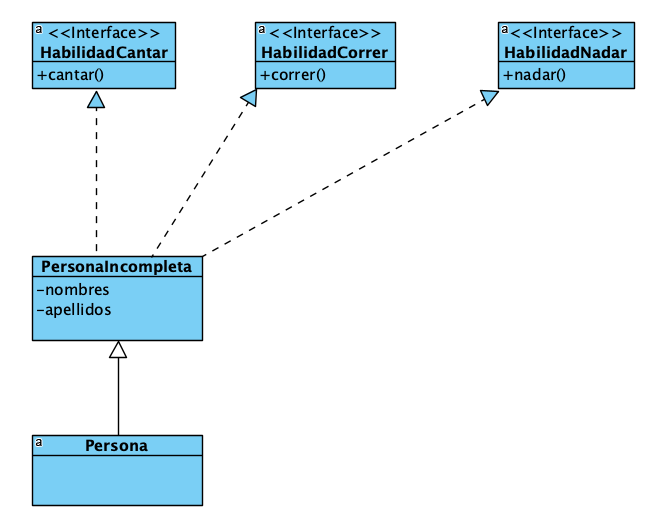 a <<Interface>>
HabilidadCantar
+cantar()
a <<Interface>>
HabilidadCorrer
+correr()
a <<Interface>>
HabilidadNadar
+nadar()
PersonaIncompleta
-nombres
-apellidos
a Persona